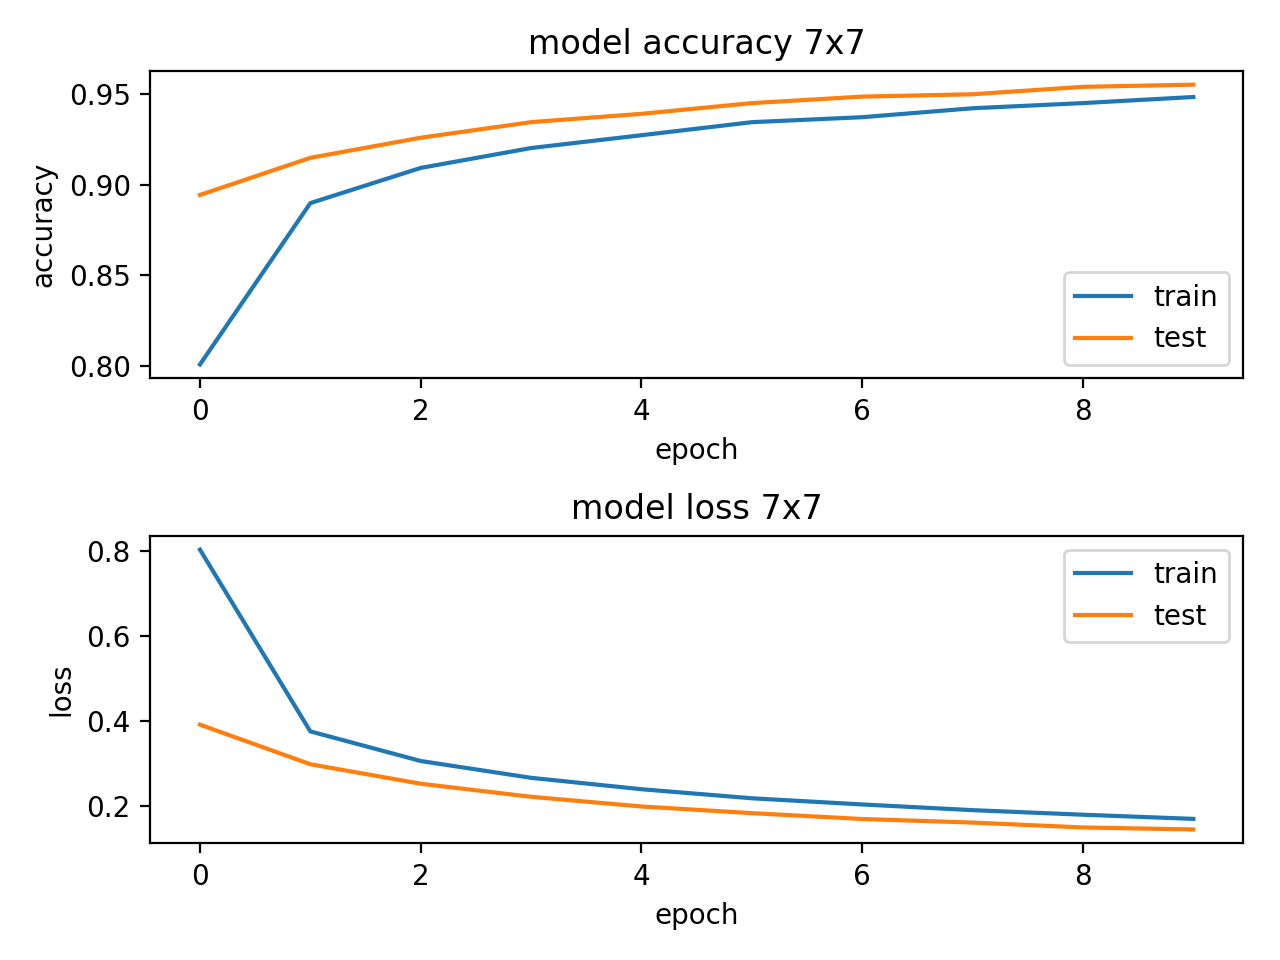 model accuracy 7x7
0.95
0.90
0.85
0.80
accuracy
train
test
0 2 4 6 8
epoch
model loss 7x7
0.8
0.6
0.4
0.2
loss
train
test
0 2 4 6 8
epoch